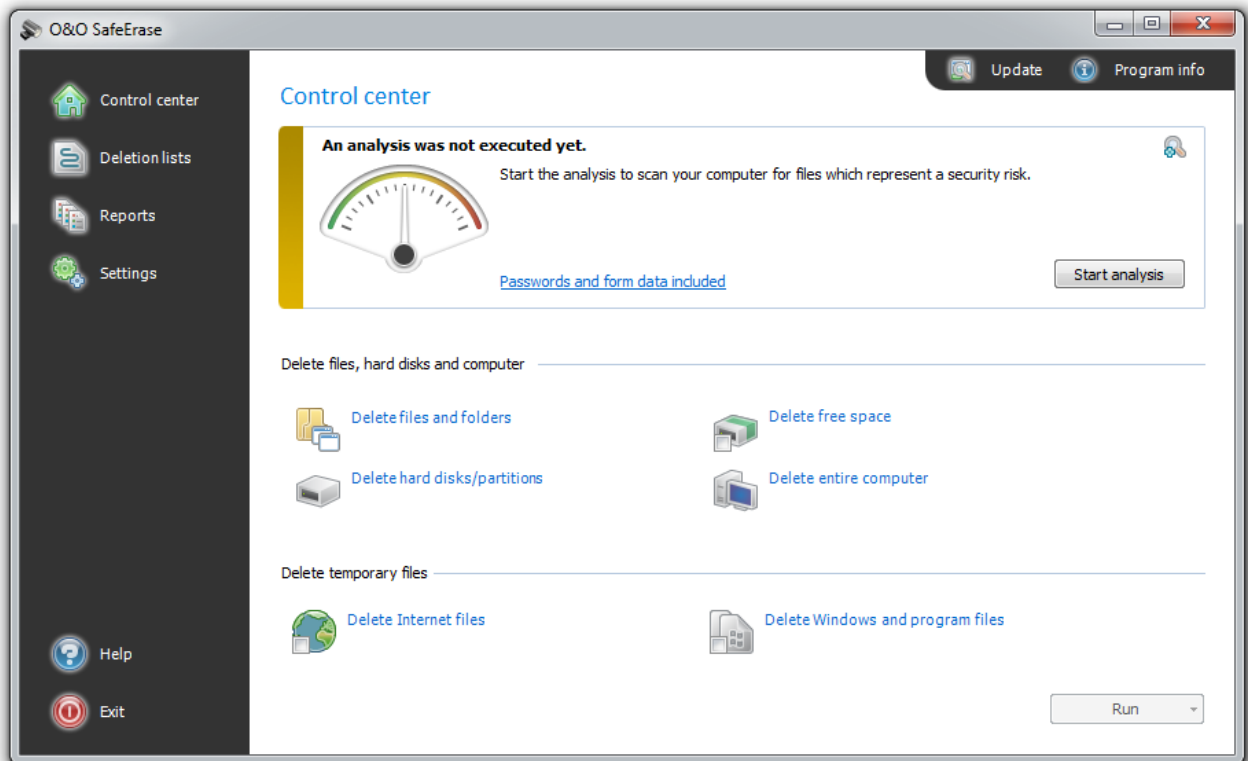 O&O SafeErase
Update
Program info
Control center
Deletion lists
Reports
Settings
Help
Exit
Control center
An analysis was not executed yet.
Start the analysis to scan your computer for files which represent a security risk.
Passwords and form data included
Start analysis
Delete files, hard disks and computer
Delete files and folders
Delete free space
Delete hard disks/partitions
Delete entire computer
Delete temporary files
Delete Internet files
Delete Windows and program files
Run